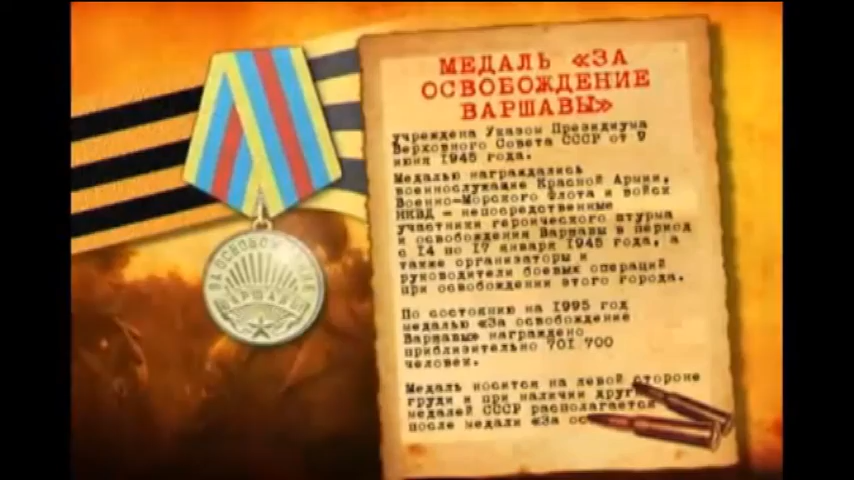 МЕДАЛЬ «ЗА
ОСВОБОЖДЕНИЕ
ВАРШАВЫ»
учреждена Указом Президиума
Верховного Совета СССР от 9
июня 1945 года.
Медалью награждались
военнослужащие Красной Армии,
Военно-Морского Флота и войск
НКВД – непосредственные
участники героического штурма
и освобождения Варшавы в период
с 14 по 17 января 1945 года, а
также организаторы и
руководители боевых операций
при освобождении этого города.
По состоянию на 1995 год
медалью «За освобождение
Варшавы» награждено
приблизительно 701 700
человек.
Медаль носится на левой стороне
груди и при наличии других
медалей СССР располагается
после медали «За ос
ЗА ОСВОБОЖДЕНИЕ
ВАРШАВЫ